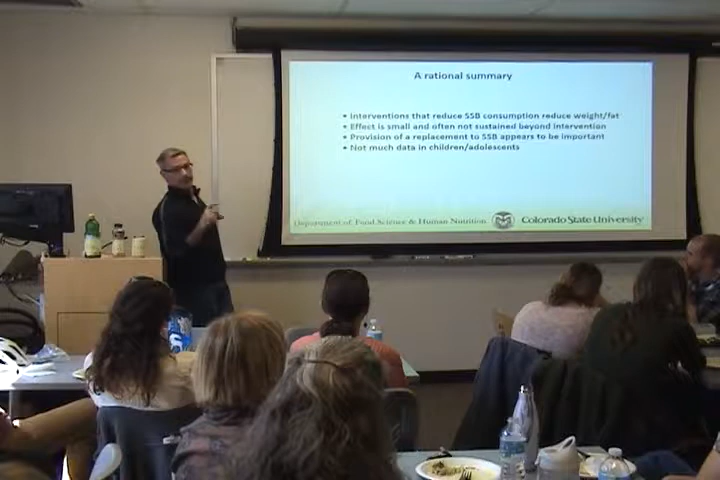 A rational summary
• Interventions that reduce SSB consumption reduce weight/fat
• Effect is small and often not sustained beyond intervention
• Provision of a replacement to SSB appears to be important
• Not much data in children/adolescents
Department of Food Science & Human Nutrition Colorado State University